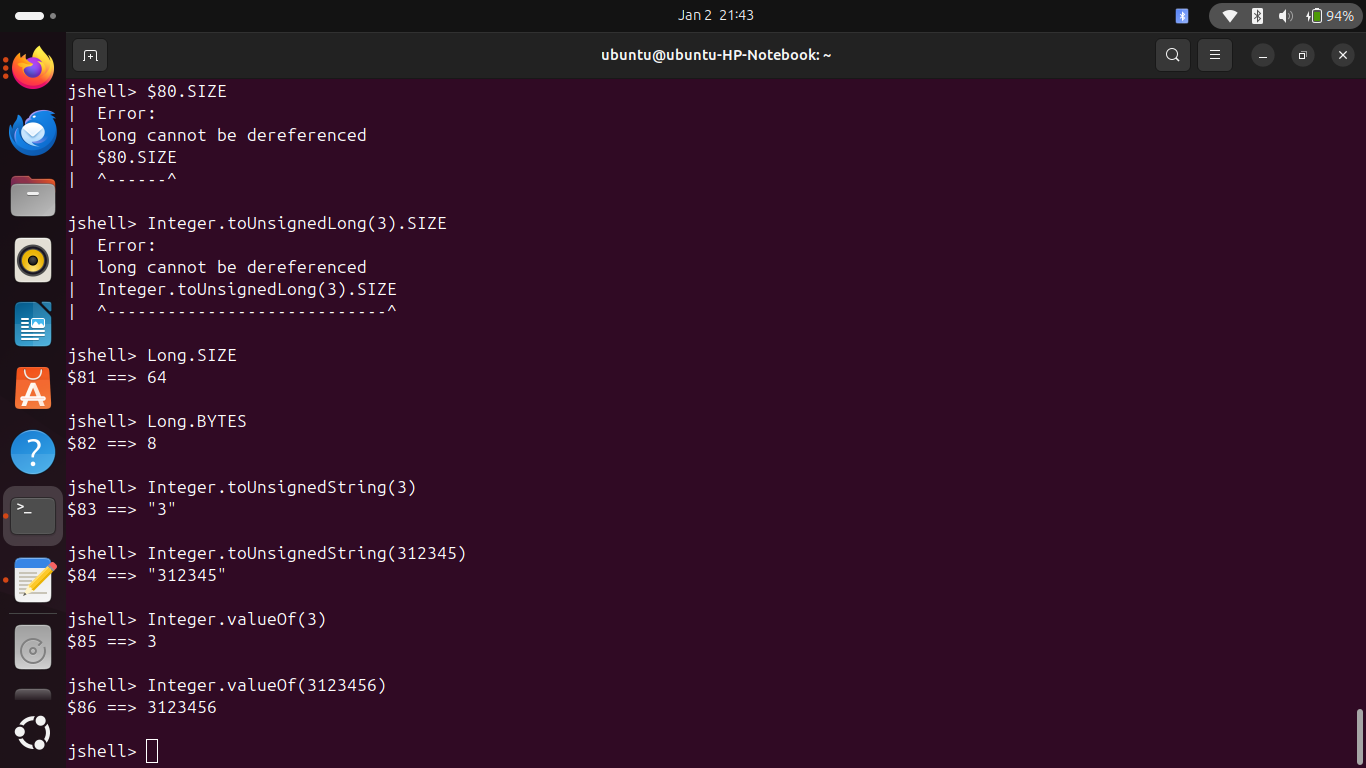 Jan 2 21:43
94%
ubuntu@ubuntu-HP-Notebook: ~
jshell> $80.SIZE
| Error:
| long cannot be dereferenced
| $80.SIZE
| ^------^
jshell> Integer.toUnsignedLong(3).SIZE
| Error:
| long cannot be dereferenced
| Integer.toUnsignedLong(3).SIZE
| ^----------------------------^
jshell> Long.SIZE
$81 ==> 64
jshell> Long.BYTES
$82 ==> 8
jshell> Integer.toUnsignedString(3)
$83 ==> "3"
jshell> Integer.toUnsignedString(312345)
$84 ==> "312345"
jshell> Integer.valueOf(3)
$85 ==> 3
jshell> Integer.valueOf(3123456)
$86 ==> 3123456
jshell>